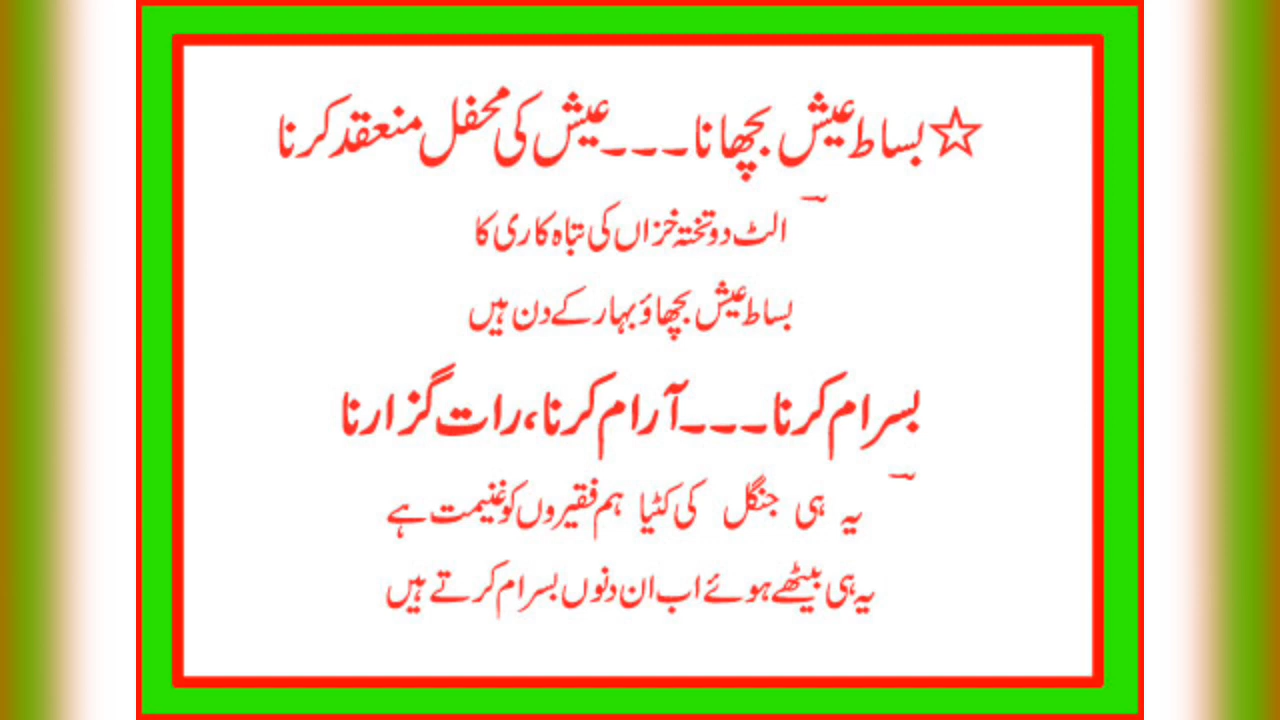 ☆ بساط عیش بچھانا۔۔۔عیش کی محفل منعقد کرنا
الٹ دو تختہ خزاں کی تباہ کاری کا
بساط عیش بچھاؤ بہار کے دن ہیں
بسرام کرنا۔۔۔آرام کرنا، رات گزارنا
یہ ہی جنگل کی کٹیا ہم فقیروں کو غنیمت ہے
یہ ہی بیٹھے ہوئے اب ان دنوں بسرام کرتے ہیں